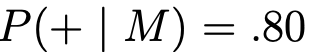 P(+ | M) = .80